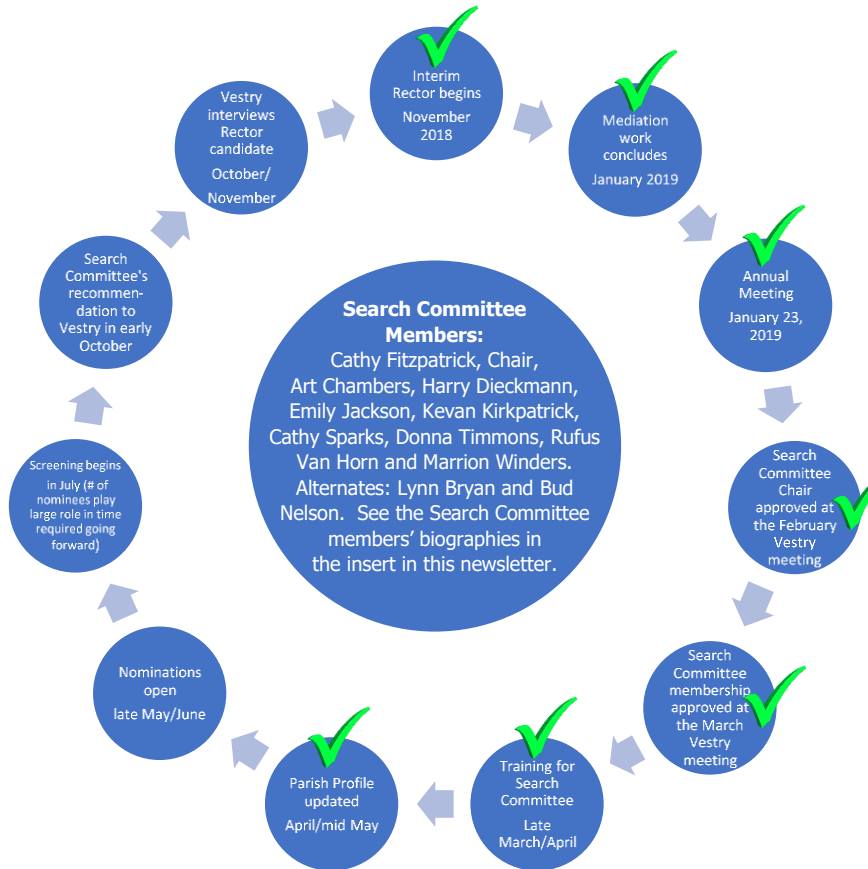 Interim
Rector begins
November
2018
Mediation
work
concludes
January 2019
Annual
Meeting
January 23,
2019
Search
Committee
Chair
approved at
the February
Vestry
meeting
Search
Committee
membership
approved at
the March
Vestry
meeting
Training for
Search
Committee
Late
March/April
Parish Profile
updated
April/mid May
Nominations
open
late May/June
Screening begins
in July (# of
nominees play
large role in time
required going
forward)
Search
Committee's
recommen-
dation to
Vestry in early
October
Vestry
interviews
Rector
candidate
October/
November
Search Committee
Members:
Cathy Fitzpatrick, Chair,
Art Chambers, Harry Dieckmann,
Emily Jackson, Kevan Kirkpatrick,
Cathy Sparks, Donna Timmons, Rufus
Van Horn and Marrion Winders.
Alternates: Lynn Bryan and Bud
Nelson. See the Search Committee
members’ biographies in
the insert in this newsletter.